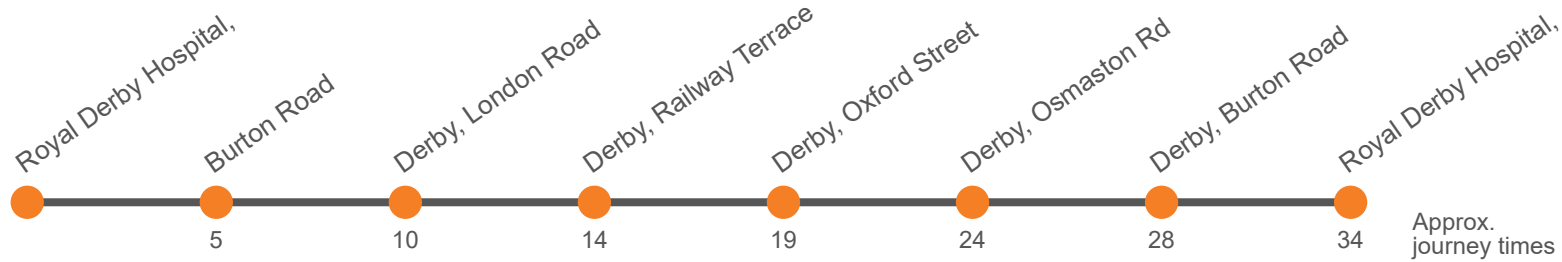 Royal Derby Hospital,
Burton Road
Derby, London Road
Derby, Railway Terrace
Derby, Oxford Street
Derby, Osmaston Rd
Derby, Burton Road
Royal Derby Hospital,
5
10
14
19
24
28
34
Approx.
journey times